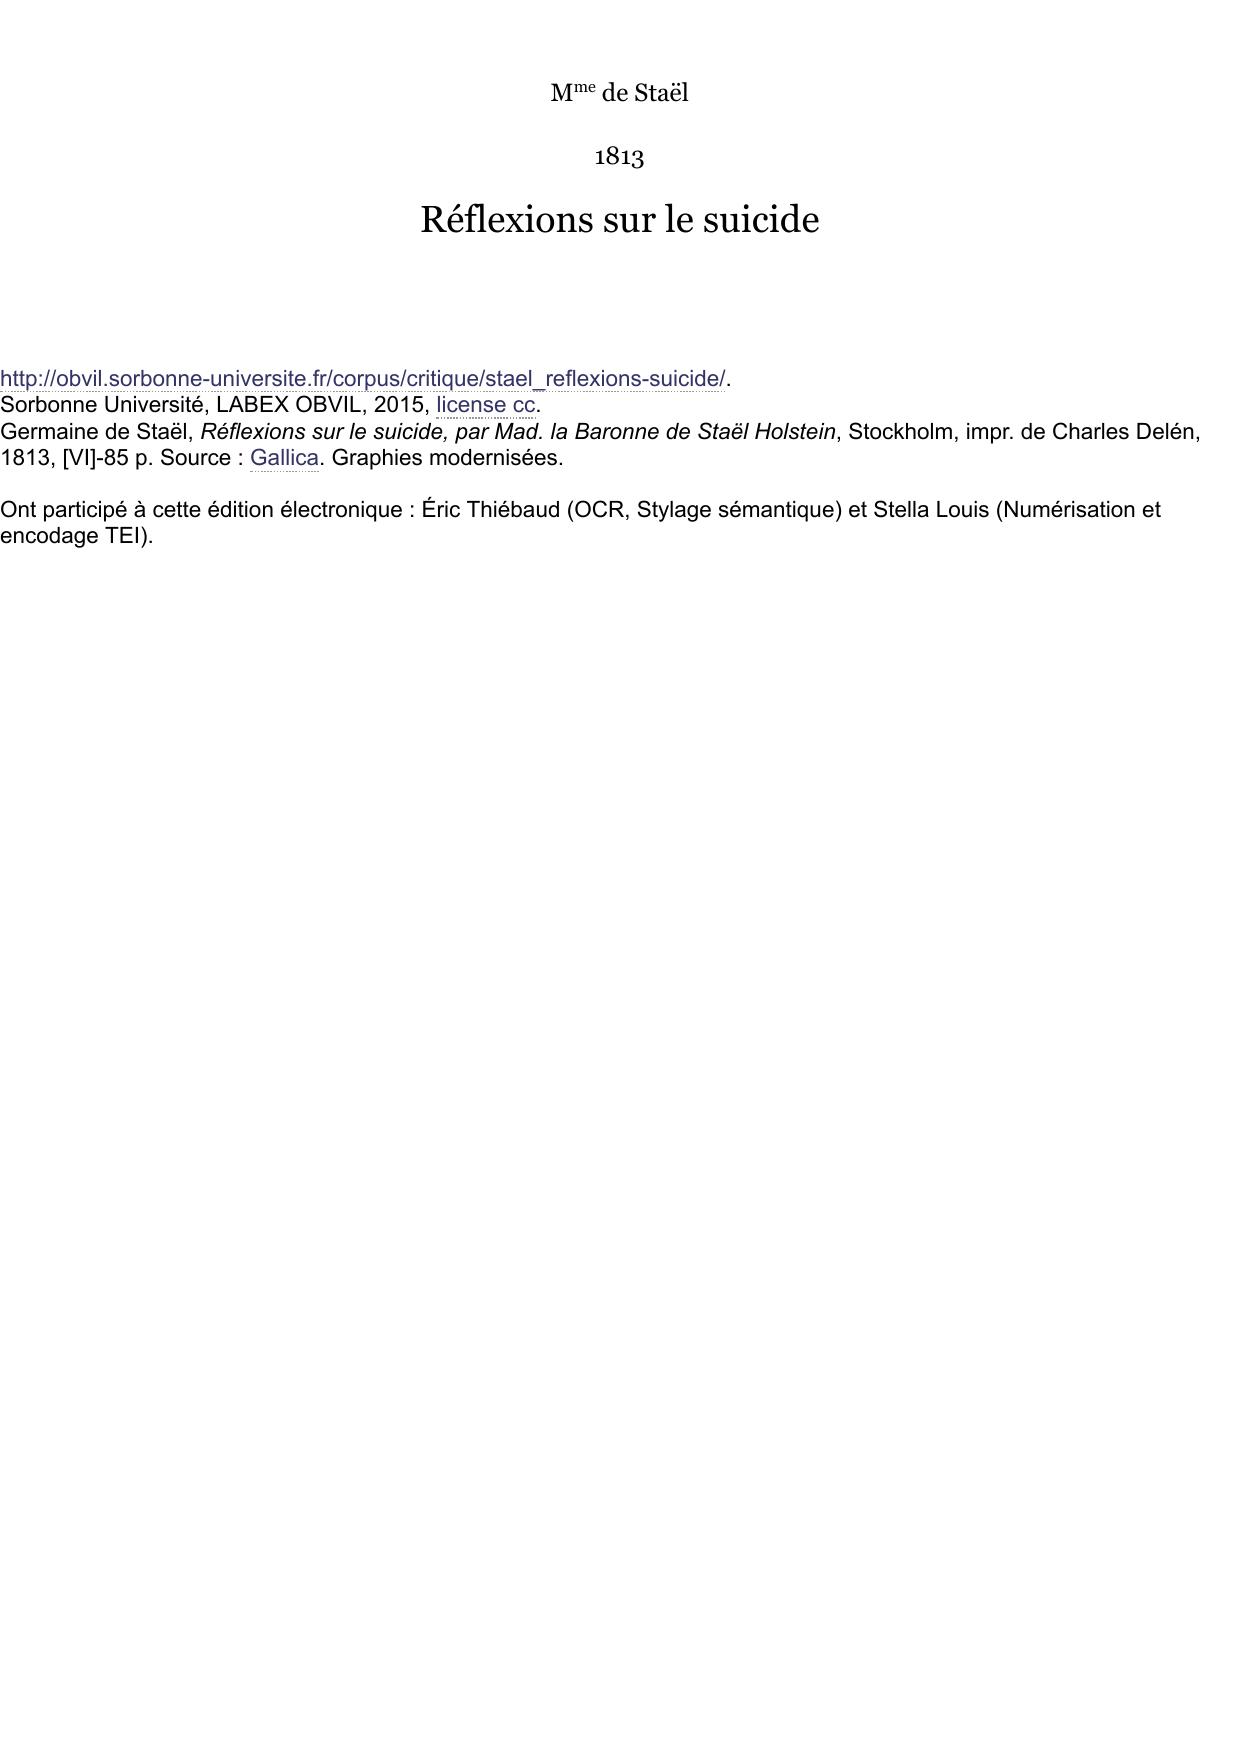 Mme de Staël
1813
Réflexions sur le suicide
http://obvil.sorbonne-universite.fr/corpus/critique/stael_reflexions-suicide/.
Sorbonne Université, LABEX OBVIL, 2015, license cc.
Germaine de Staël, Réflexions sur le suicide, par Mad. la Baronne de Staël Holstein, Stockholm, impr. de Charles Delén,
1813, [VI]-85 p. Source : Gallica. Graphies modernisées.
Ont participé à cette édition électronique : Éric Thiébaud (OCR, Stylage sémantique) et Stella Louis (Numérisation et
encodage TEI).